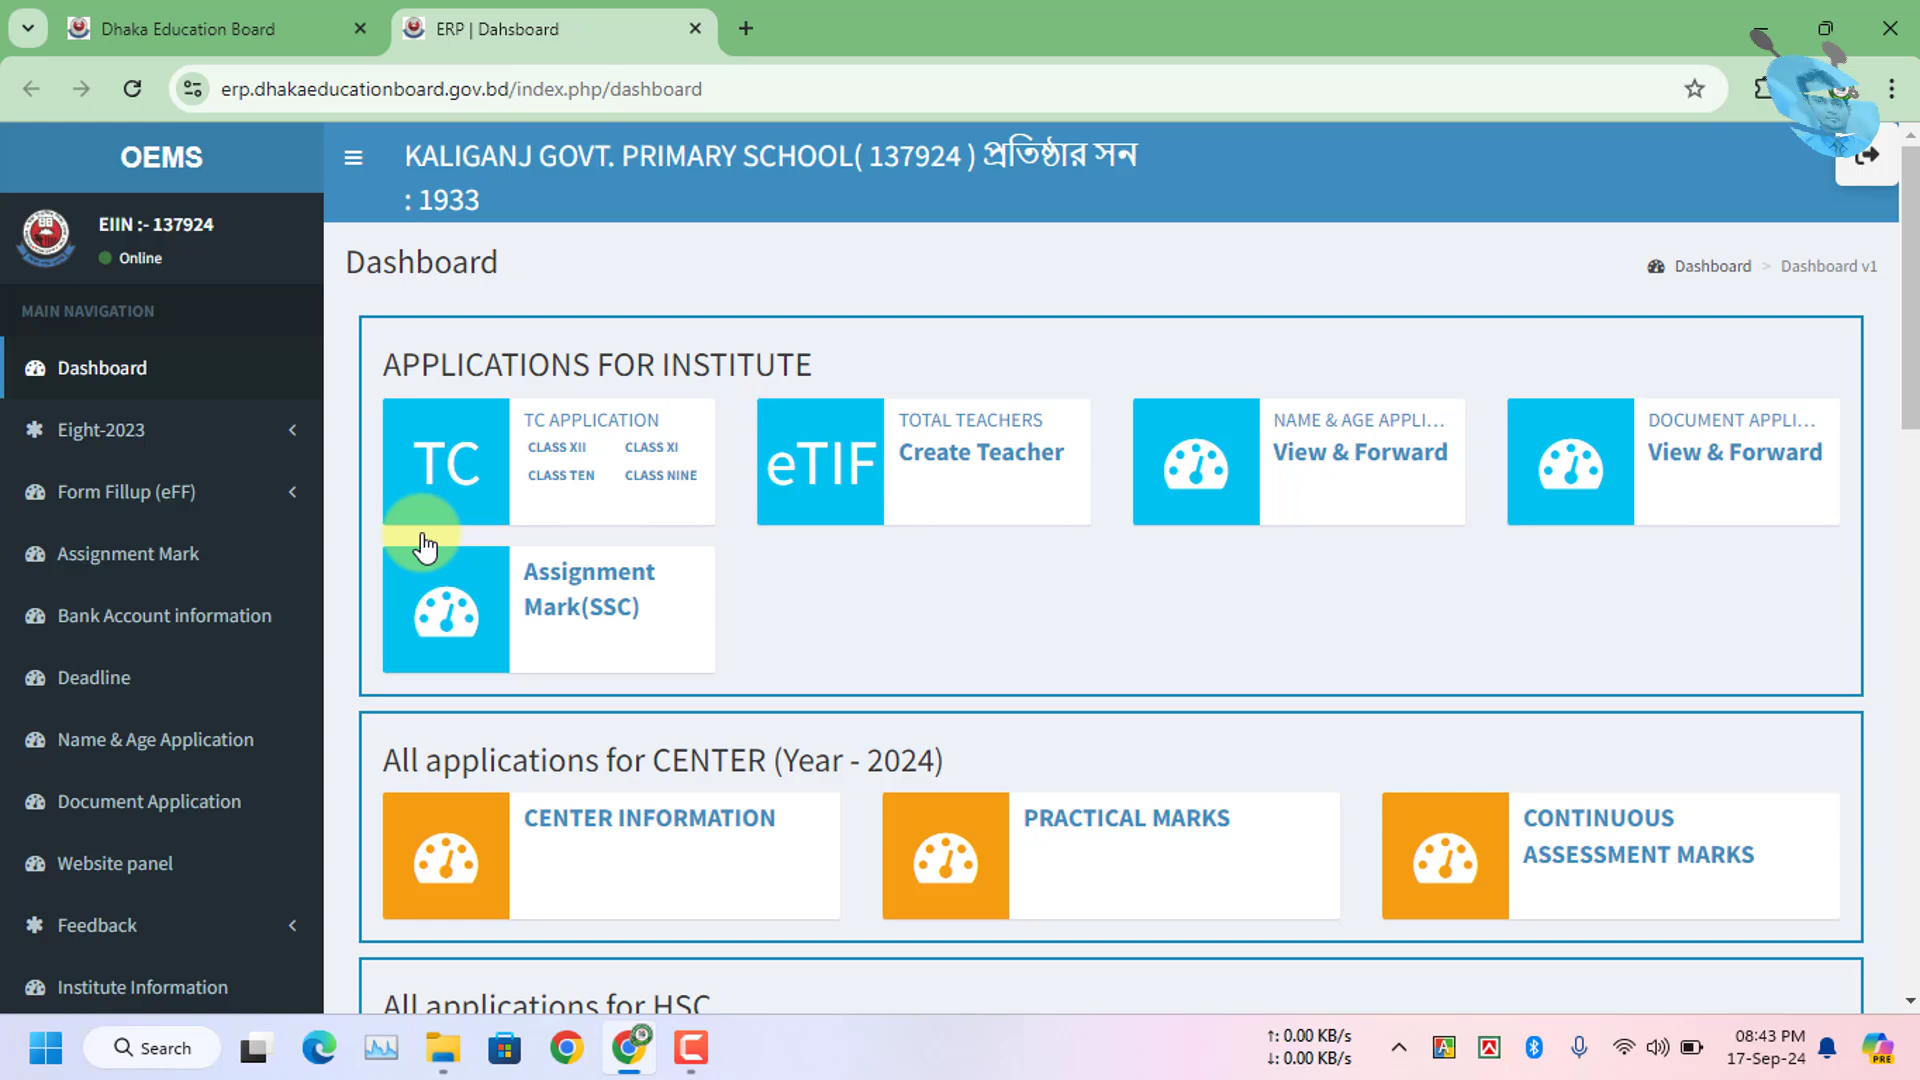 Dhaka Education Board
ERP | Dahsboard
erp.dhakaeducationboard.gov.bd/index.php/dashboard
OEMS
KALIGANJ GOVT. PRIMARY SCHOOL( 137924 ) প্রতিষ্ঠার সন
: 1933
EIIN :- 137924
Online
Dashboard
Dashboard > Dashboard v1
MAIN NAVIGATION
Dashboard
Eight-2023
Form Fillup (eFF)
Assignment Mark
Bank Account information
Deadline
Name & Age Application
Document Application
Website panel
Feedback
Institute Information
APPLICATIONS FOR INSTITUTE
TC
TC APPLICATION
CLASS XII CLASS XI
CLASS TEN CLASS NINE
eTIF
TOTAL TEACHERS
Create Teacher
NAME & AGE APPLI...
View & Forward
DOCUMENT APPLI...
View & Forward
Assignment
Mark(SSC)
All applications for CENTER (Year - 2024)
CENTER INFORMATION
PRACTICAL MARKS
CONTINUOUS
ASSESSMENT MARKS
All applications for HSC
Search
↑: 0.00 KB/s
↓: 0.00 KB/s
08:43 PM
17-Sep-24
PRE